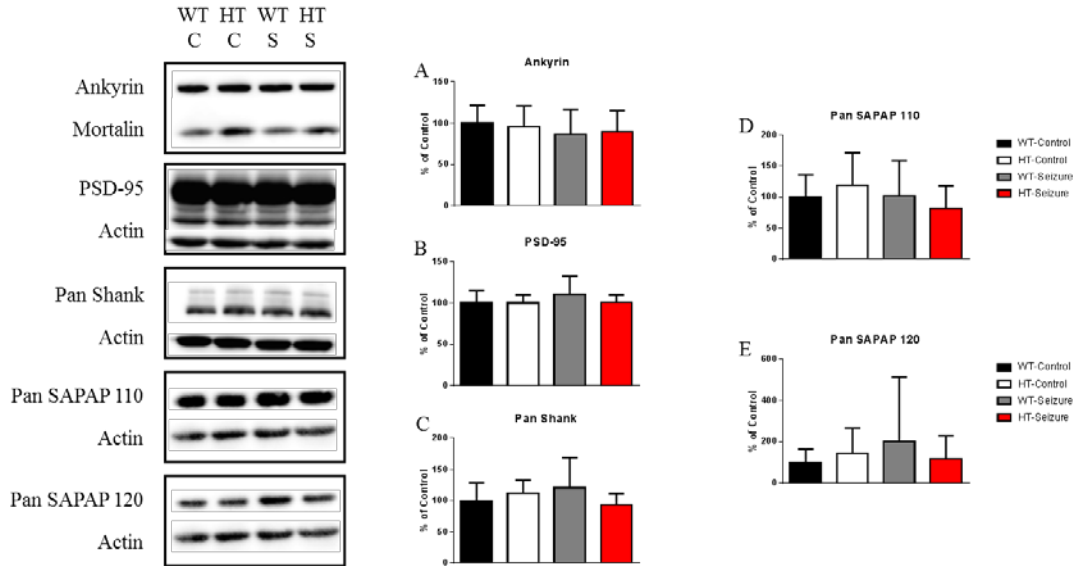 WT HT WT HT
C C S S
Ankyrin
Mortalin
PSD-95
Actin
Pan Shank
Actin
Pan SAPAP 110
Actin
Pan SAPAP 120
Actin
A
Ankyrin
% of Control
150
100
50
0
B
PSD-95
% of Control
150
100
50
0
C
Pan Shank
% of Control
200
150
100
50
0
D
Pan SAPAP 110
% of Control
200
150
100
50
0
WT-Control
HT-Control
WT-Seizure
HT-Seizure
E
Pan SAPAP 120
% of Control
600
400
200
0
WT-Control
HT-Control
WT-Seizure
HT-Seizure